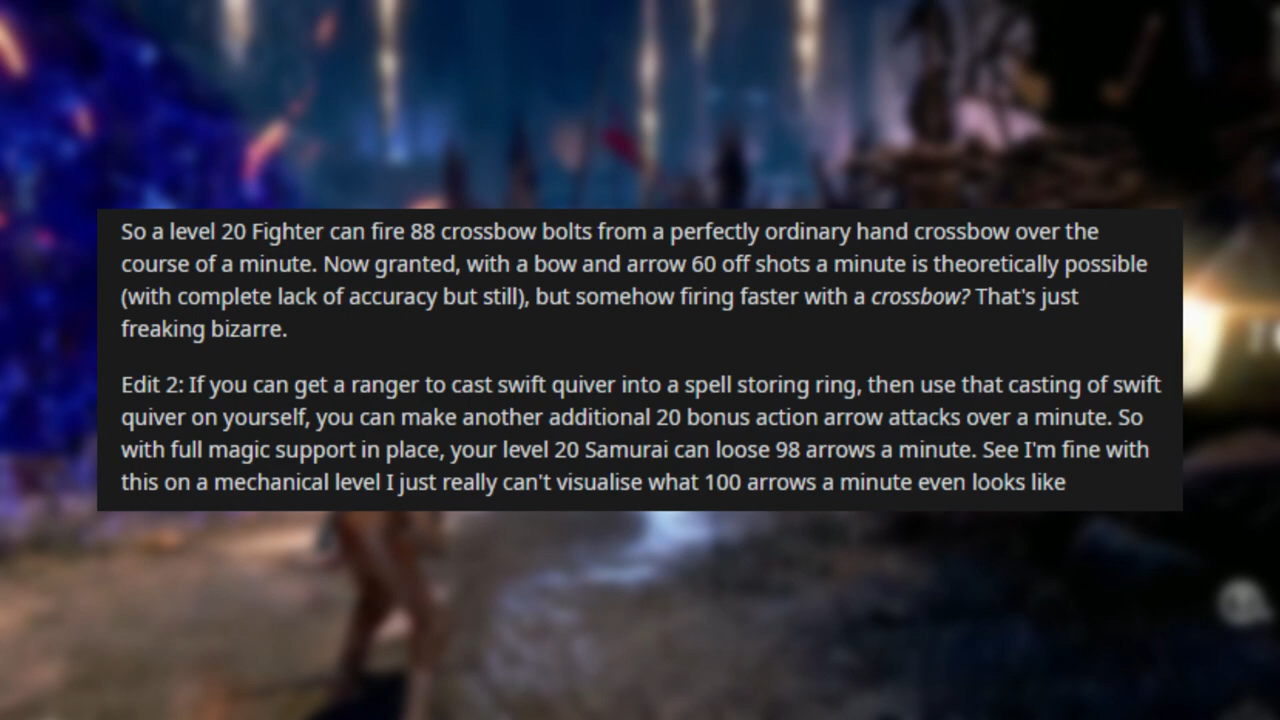 So a level 20 Fighter can fire 88 crossbow bolts from a perfectly ordinary hand crossbow over the
course of a minute. Now granted, with a bow and arrow 60 off shots a minute is theoretically possible
(with complete lack of accuracy but still), but somehow firing faster with a crossbow? That's just
freaking bizarre.
Edit 2: If you can get a ranger to cast swift quiver into a spell storing ring, then use that casting of swift
quiver on yourself, you can make another additional 20 bonus action arrow attacks over a minute. So
with full magic support in place, your level 20 Samurai can loose 98 arrows a minute. See I'm fine with
this on a mechanical level I just really can't visualise what 100 arrows a minute even looks like